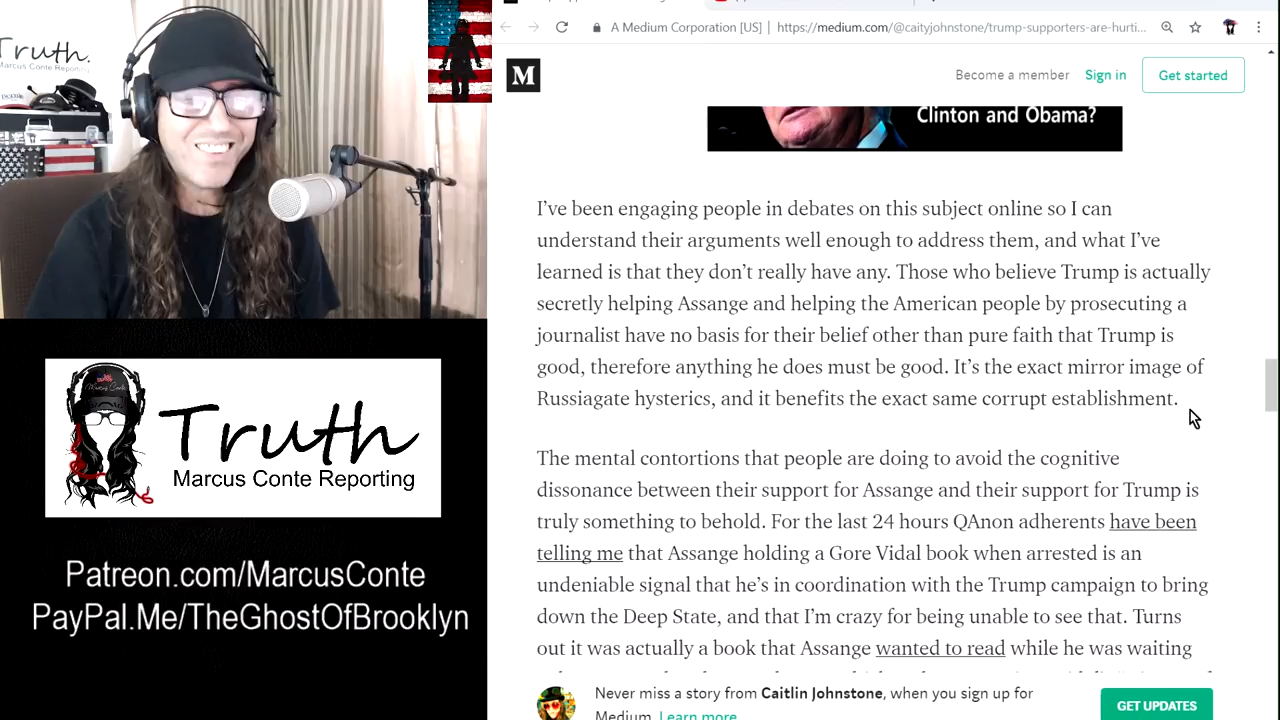 Truth.
Marcus Conte Reporting
A Medium Corporation [US] | https://medium.com/@caityjohnstone/trump-supporters-are-hurt...
M
Become a member
Sign in
Get started
Clinton and Obama?
I’ve been engaging people in debates on this subject online so I can
understand their arguments well enough to address them, and what I’ve
learned is that they don’t really have any. Those who believe Trump is actually
secretly helping Assange and helping the American people by prosecuting a
journalist have no basis for their belief other than pure faith that Trump is
good, therefore anything he does must be good. It’s the exact mirror image of
Russiagate hysterics, and it benefits the exact same corrupt establishment.
The mental contortions that people are doing to avoid the cognitive
dissonance between their support for Assange and their support for Trump is
truly something to behold. For the last 24 hours QAnon adherents have been
telling me that Assange holding a Gore Vidal book when arrested is an
undeniable signal that he’s in coordination with the Trump campaign to bring
down the Deep State, and that I’m crazy for being unable to see that. Turns
out it was actually a book that Assange wanted to read while he was waiting
Never miss a story from Caitlin Johnstone, when you sign up for
Medium. Learn more
GET UPDATES
Marcus Conte
Truth
Marcus Conte Reporting
Patreon.com/MarcusConte
PayPal.Me/TheGhostOfBrooklyn